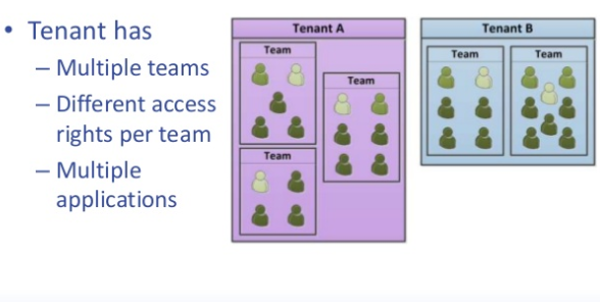 • Tenant has
– Multiple teams
– Different access
rights per team
– Multiple
applications
Tenant A
Team
Team
Team
Tenant B
Team
Team